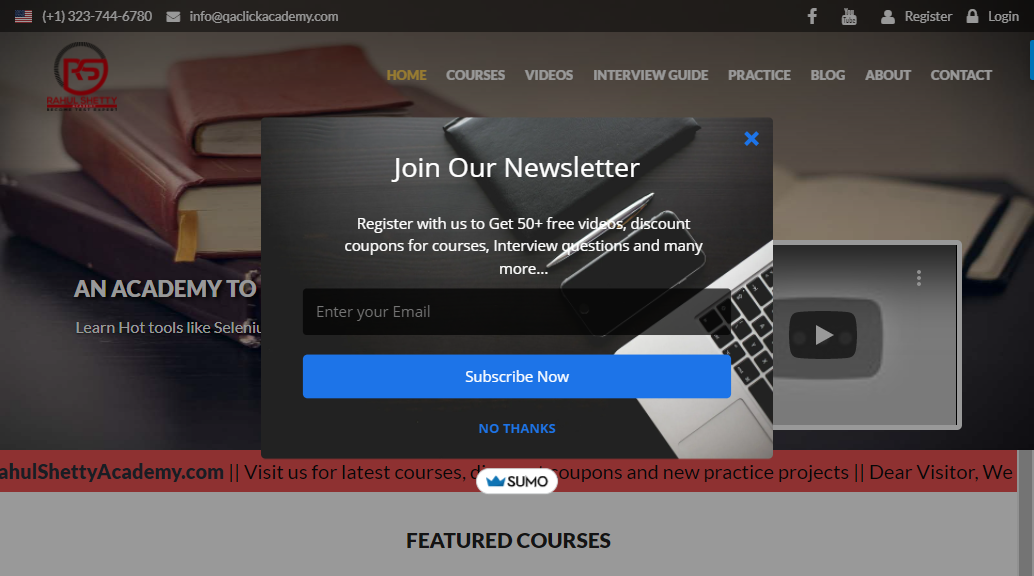 (+1) 323-744-6780 info@qaclickacademy.com Register Login
RAHUL SHETTY
HOME COURSES VIDEOS INTERVIEW GUIDE PRACTICE BLOG ABOUT CONTACT
Join Our Newsletter
Register with us to Get 50+ free videos, discount
coupons for courses, Interview questions and many
more...
AN ACADEMY TO
Learn Hot tools like Seleniu
Enter your Email
Subscribe Now
NO THANKS
ahulShettyAcademy.com || Visit us for latest courses, coupons and new practice projects || Dear Visitor, We
SUMO
FEATURED COURSES